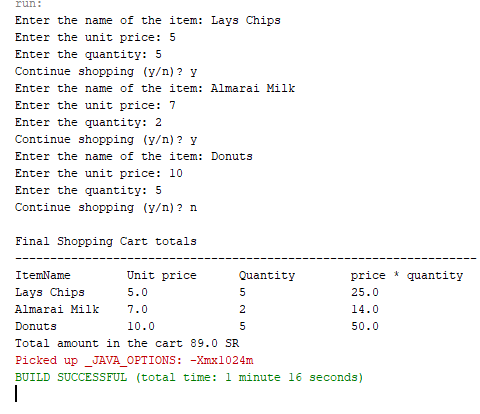 run:
Enter the name of the item: Lays Chips
Enter the unit price: 5
Enter the quantity: 5
Continue shopping (y/n)? y
Enter the name of the item: Almarai Milk
Enter the unit price: 7
Enter the quantity: 2
Continue shopping (y/n)? y
Enter the name of the item: Donuts
Enter the unit price: 10
Enter the quantity: 5
Continue shopping (y/n)? n
Final Shopping Cart totals
------------------------------------------------------------------
ItemName Unit price Quantity price * quantity
Lays Chips 5.0 5 25.0
Almarai Milk 7.0 2 14.0
Donuts 10.0 5 50.0
Total amount in the cart 89.0 SR
Picked up _JAVA_OPTIONS: -Xmx1024m
BUILD SUCCESSFUL (total time: 1 minute 16 seconds)